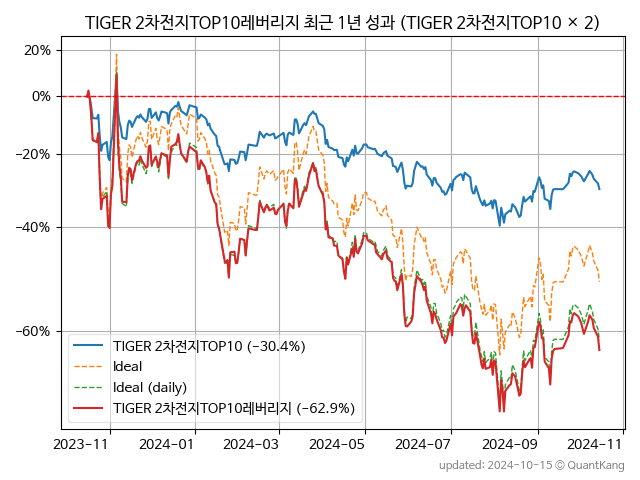 TIGER 2차전지TOP10레버리지 최근 1년 성과 (TIGER 2차전지TOP10 × 2)
20%
0%
−20%
−40%
−60%
TIGER 2차전지TOP10 (−30.4%)
Ideal
Ideal (daily)
TIGER 2차전지TOP10레버리지 (−62.9%)
2023-11 2024-01 2024-03 2024-05 2024-07 2024-09 2024-11
updated: 2024-10-15 © QuantKang